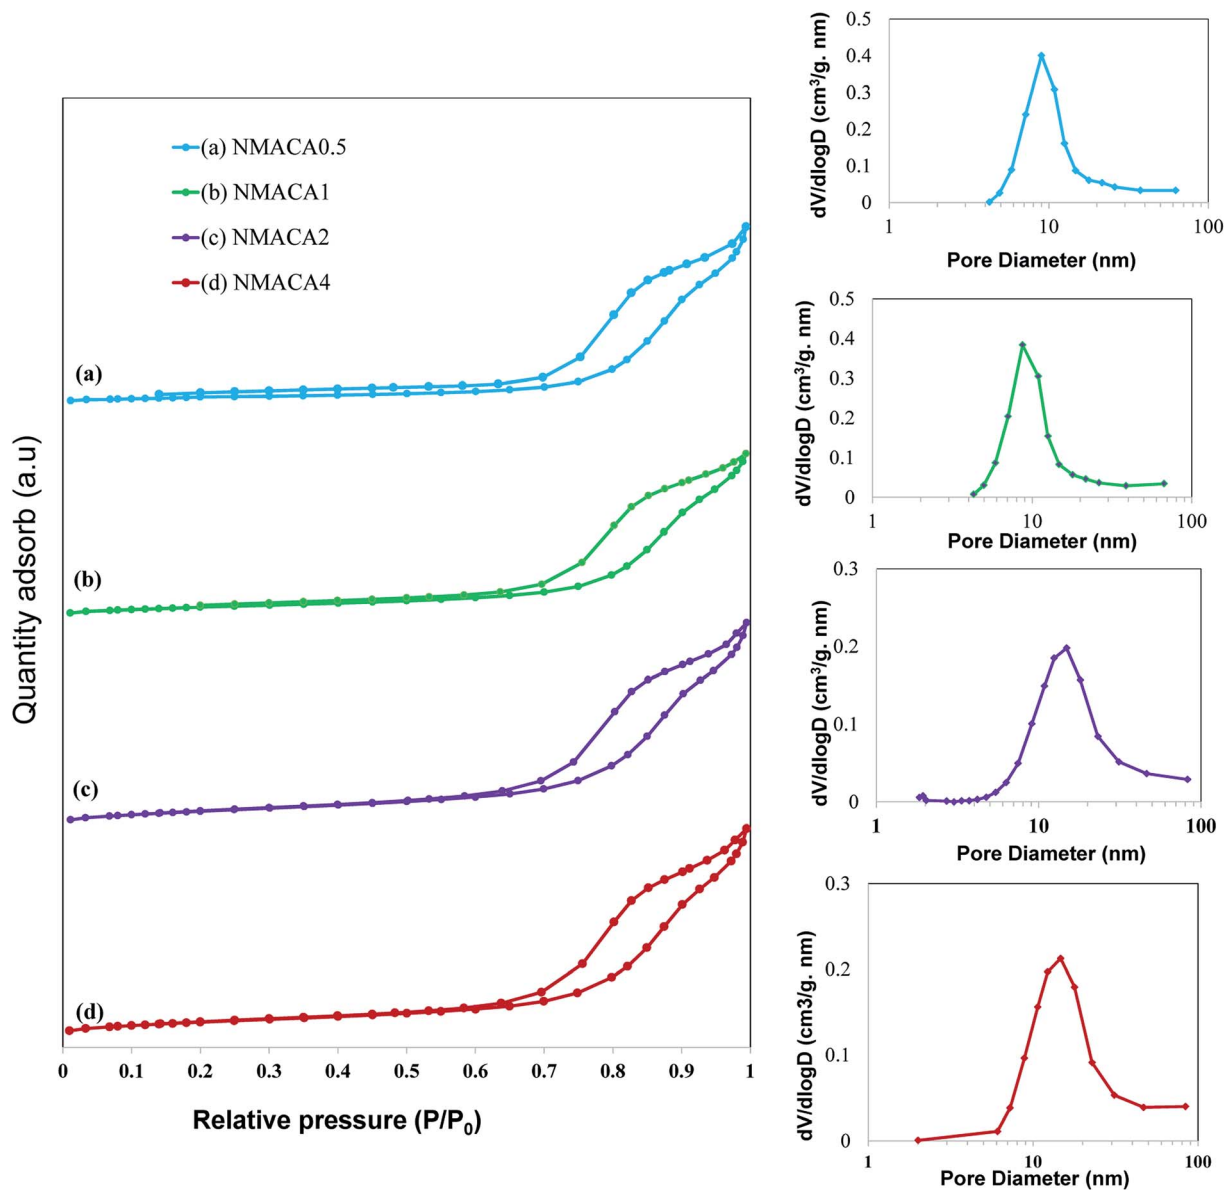 (a) NMACA0.5
(b) NMACA1
(c) NMACA2
(d) NMACA4
(a)
(b)
(c)
(d)
Quantity adsorb (a.u)
0 0.1 0.2 0.3 0.4 0.5 0.6 0.7 0.8 0.9 1
Relative pressure (P/P0)
dV/dlogD (cm³/g. nm)
0.5
0.4
0.3
0.2
0.1
0
1 10 100
Pore Diameter (nm)
dV/dlogD (cm³/g. nm)
0.5
0.4
0.3
0.2
0.1
0
1 10 100
Pore Diameter (nm)
dV/dlogD (cm³/g. nm)
0.3
0.2
0.1
0
1 10 100
Pore Diameter (nm)
dV/dlogD (cm3/g. nm)
0.3
0.2
0.1
0
1 10 100
Pore Diameter (nm)